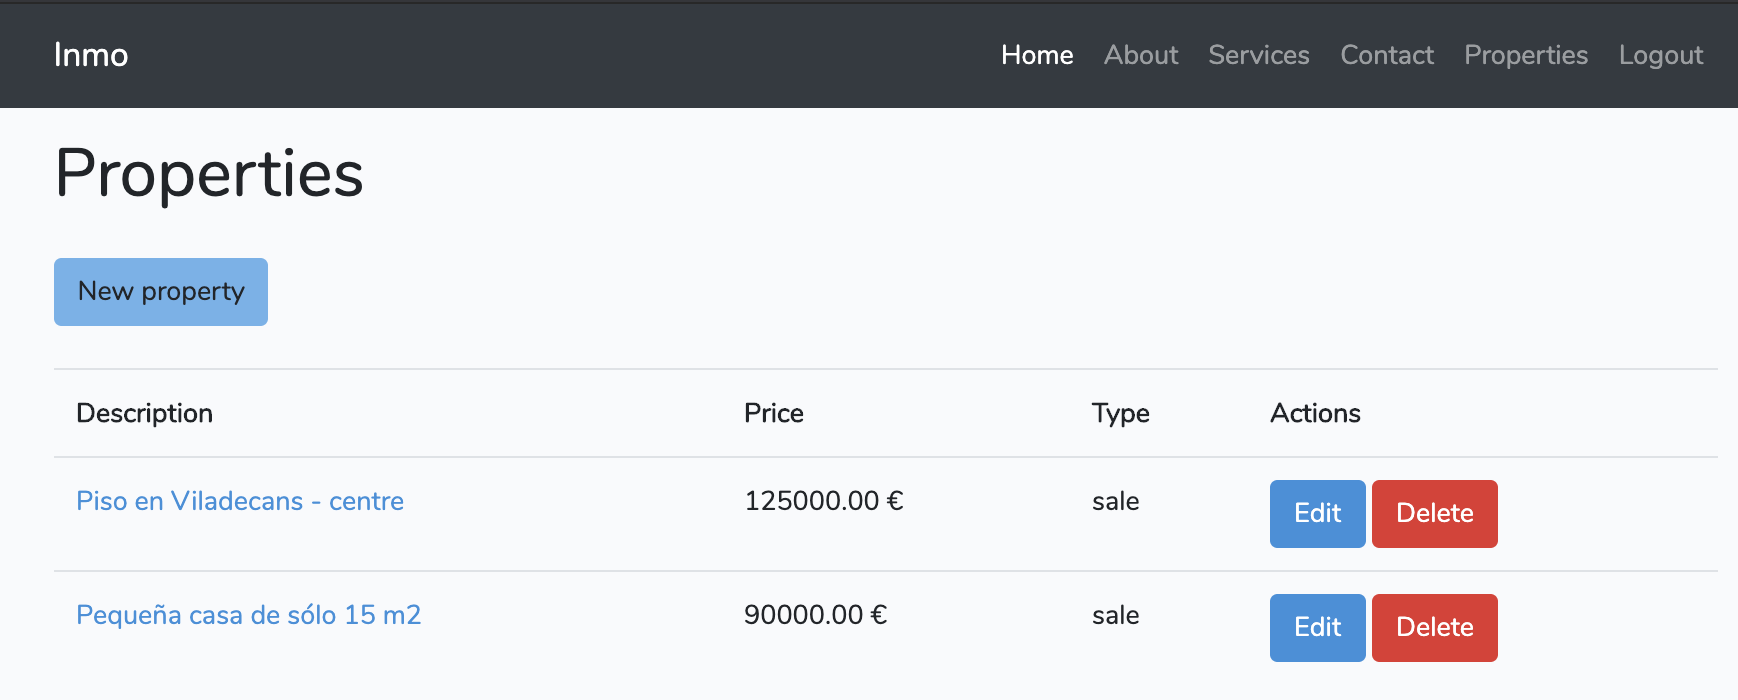 Inmo Home About Services Contact Properties Logout
Properties
New property
Description Price Type Actions
Piso en Viladecans - centre 125000.00 € sale Edit Delete
Pequeña casa de sólo 15 m2 90000.00 € sale Edit Delete